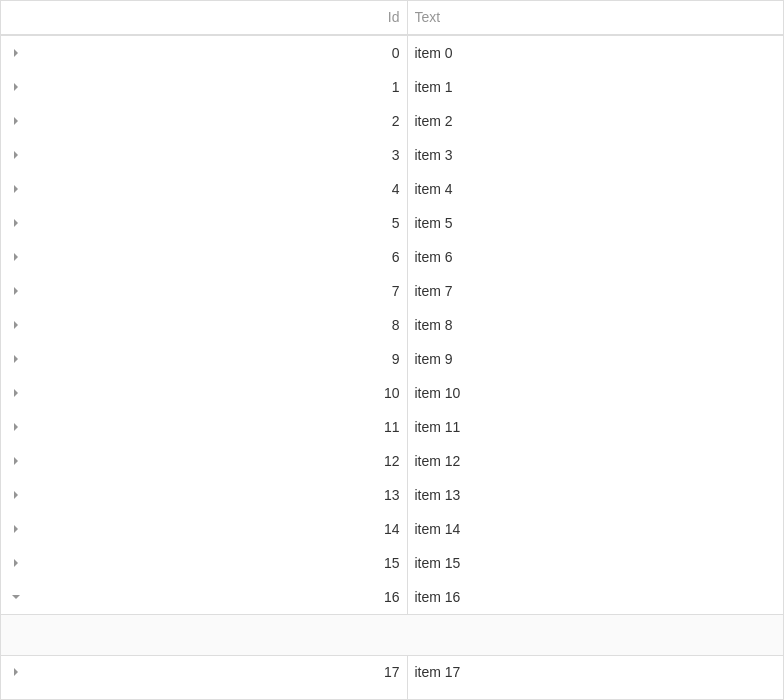 Id Text
0 item 0
1 item 1
2 item 2
3 item 3
4 item 4
5 item 5
6 item 6
7 item 7
8 item 8
9 item 9
10 item 10
11 item 11
12 item 12
13 item 13
14 item 14
15 item 15
16 item 16
17 item 17